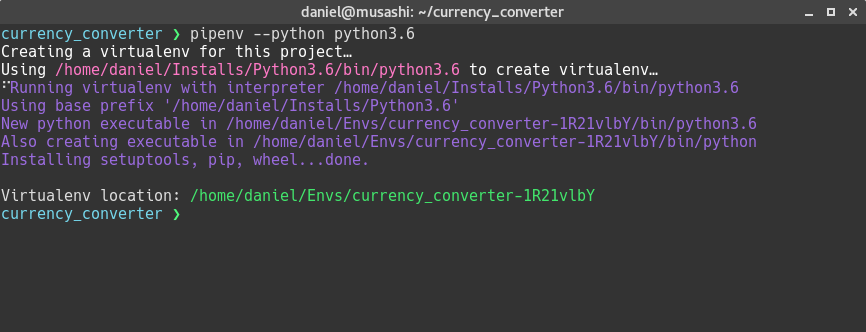 daniel@musashi: ~/currency_converter
currency_converter ❯ pipenv --python python3.6
Creating a virtualenv for this project…
Using /home/daniel/Installs/Python3.6/bin/python3.6 to create virtualenv…
⠋Running virtualenv with interpreter /home/daniel/Installs/Python3.6/bin/python3.6
Using base prefix '/home/daniel/Installs/Python3.6'
New python executable in /home/daniel/Envs/currency_converter-1R21vlbY/bin/python3.6
Also creating executable in /home/daniel/Envs/currency_converter-1R21vlbY/bin/python
Installing setuptools, pip, wheel...done.
Virtualenv location: /home/daniel/Envs/currency_converter-1R21vlbY
currency_converter ❯